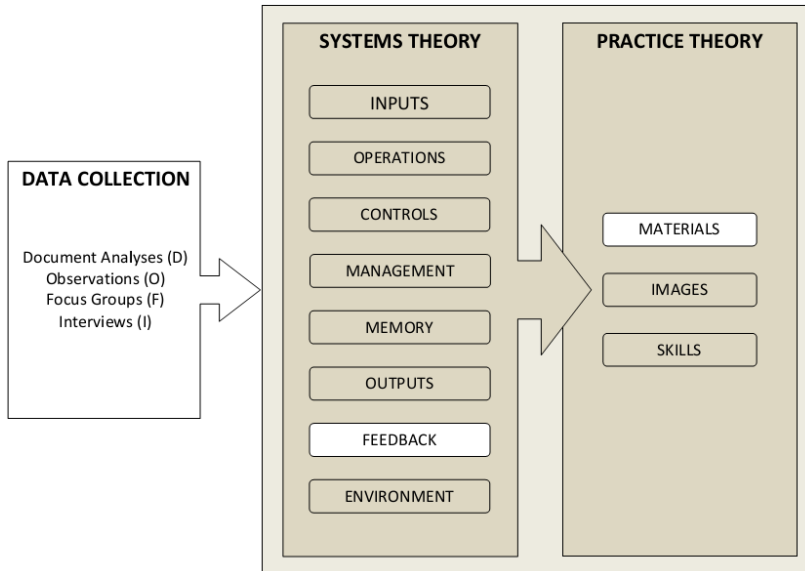 DATA COLLECTION
Document Analyses (D)
Observations (O)
Focus Groups (F)
Interviews (I)
SYSTEMS THEORY
INPUTS
OPERATIONS
CONTROLS
MANAGEMENT
MEMORY
OUTPUTS
FEEDBACK
ENVIRONMENT
PRACTICE THEORY
MATERIALS
IMAGES
SKILLS